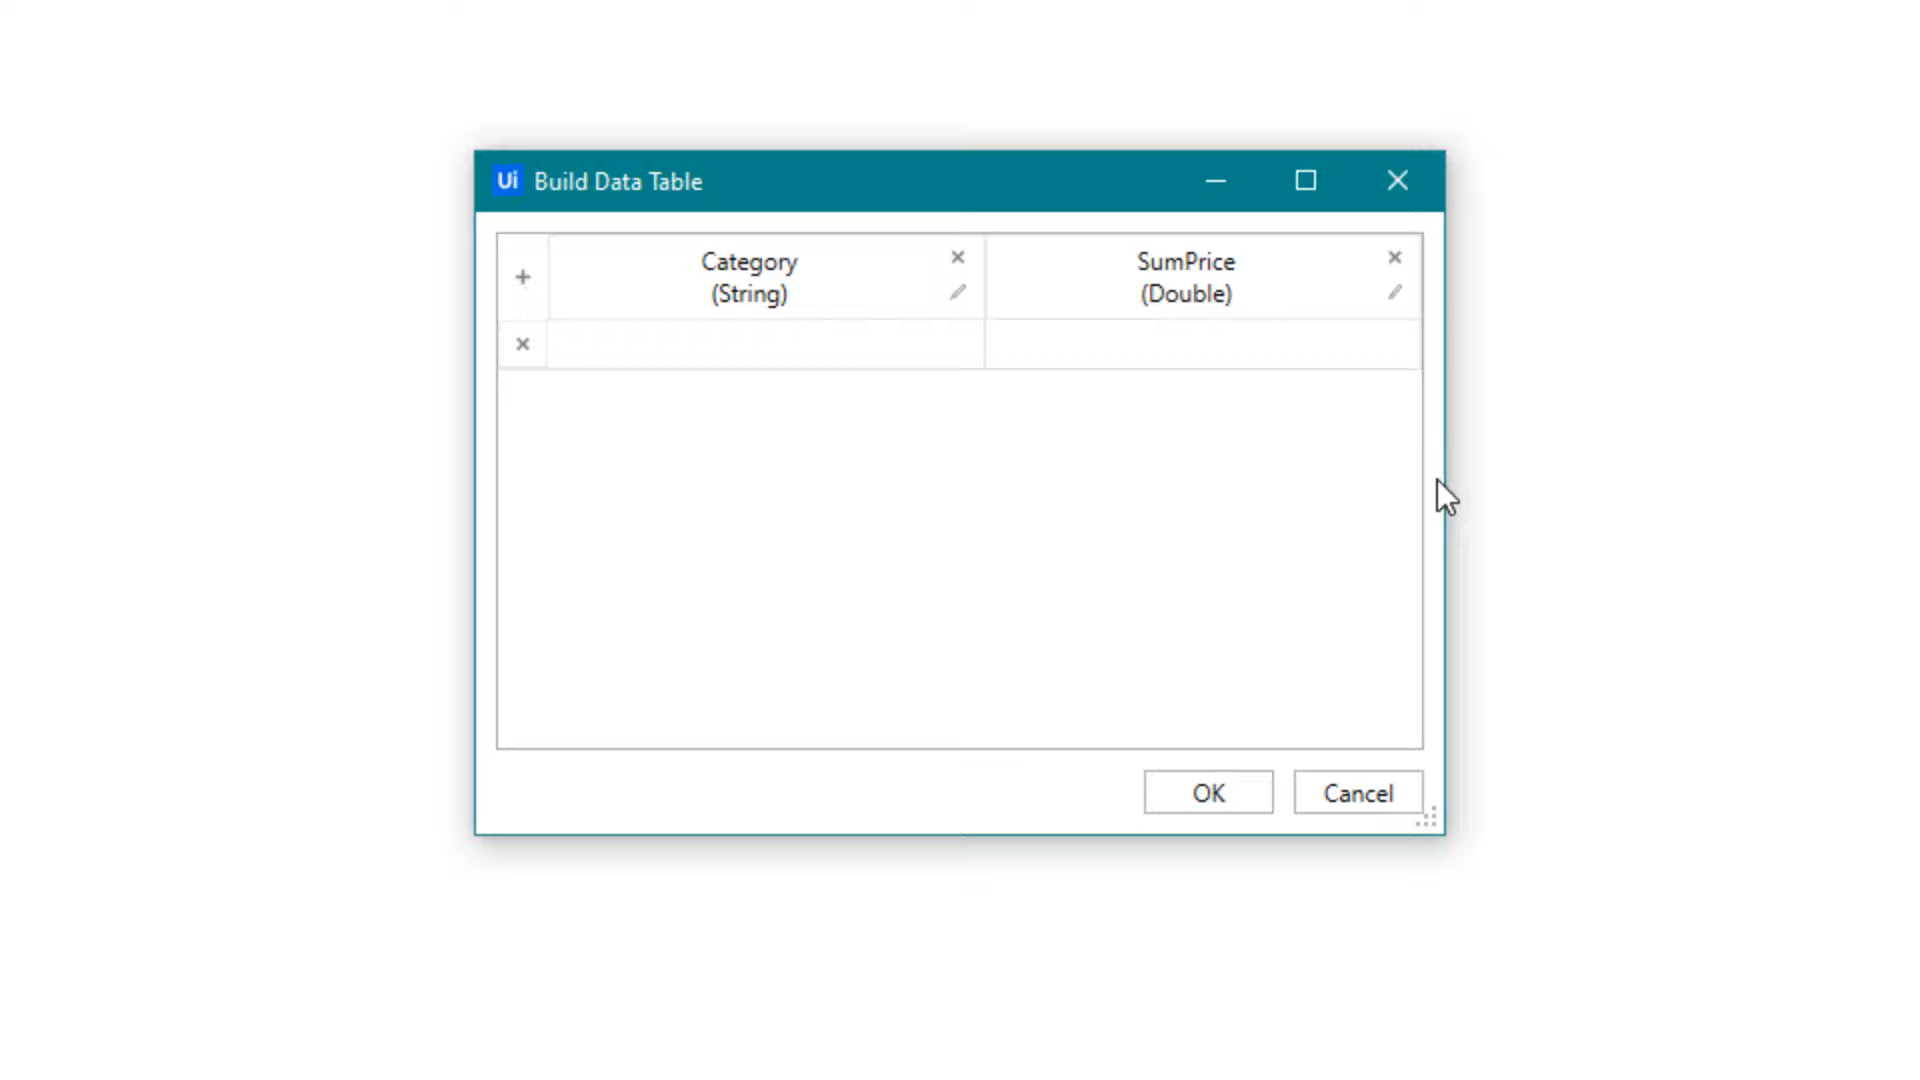 Ui Build Data Table
Category
(String)
SumPrice
(Double)
OK
Cancel